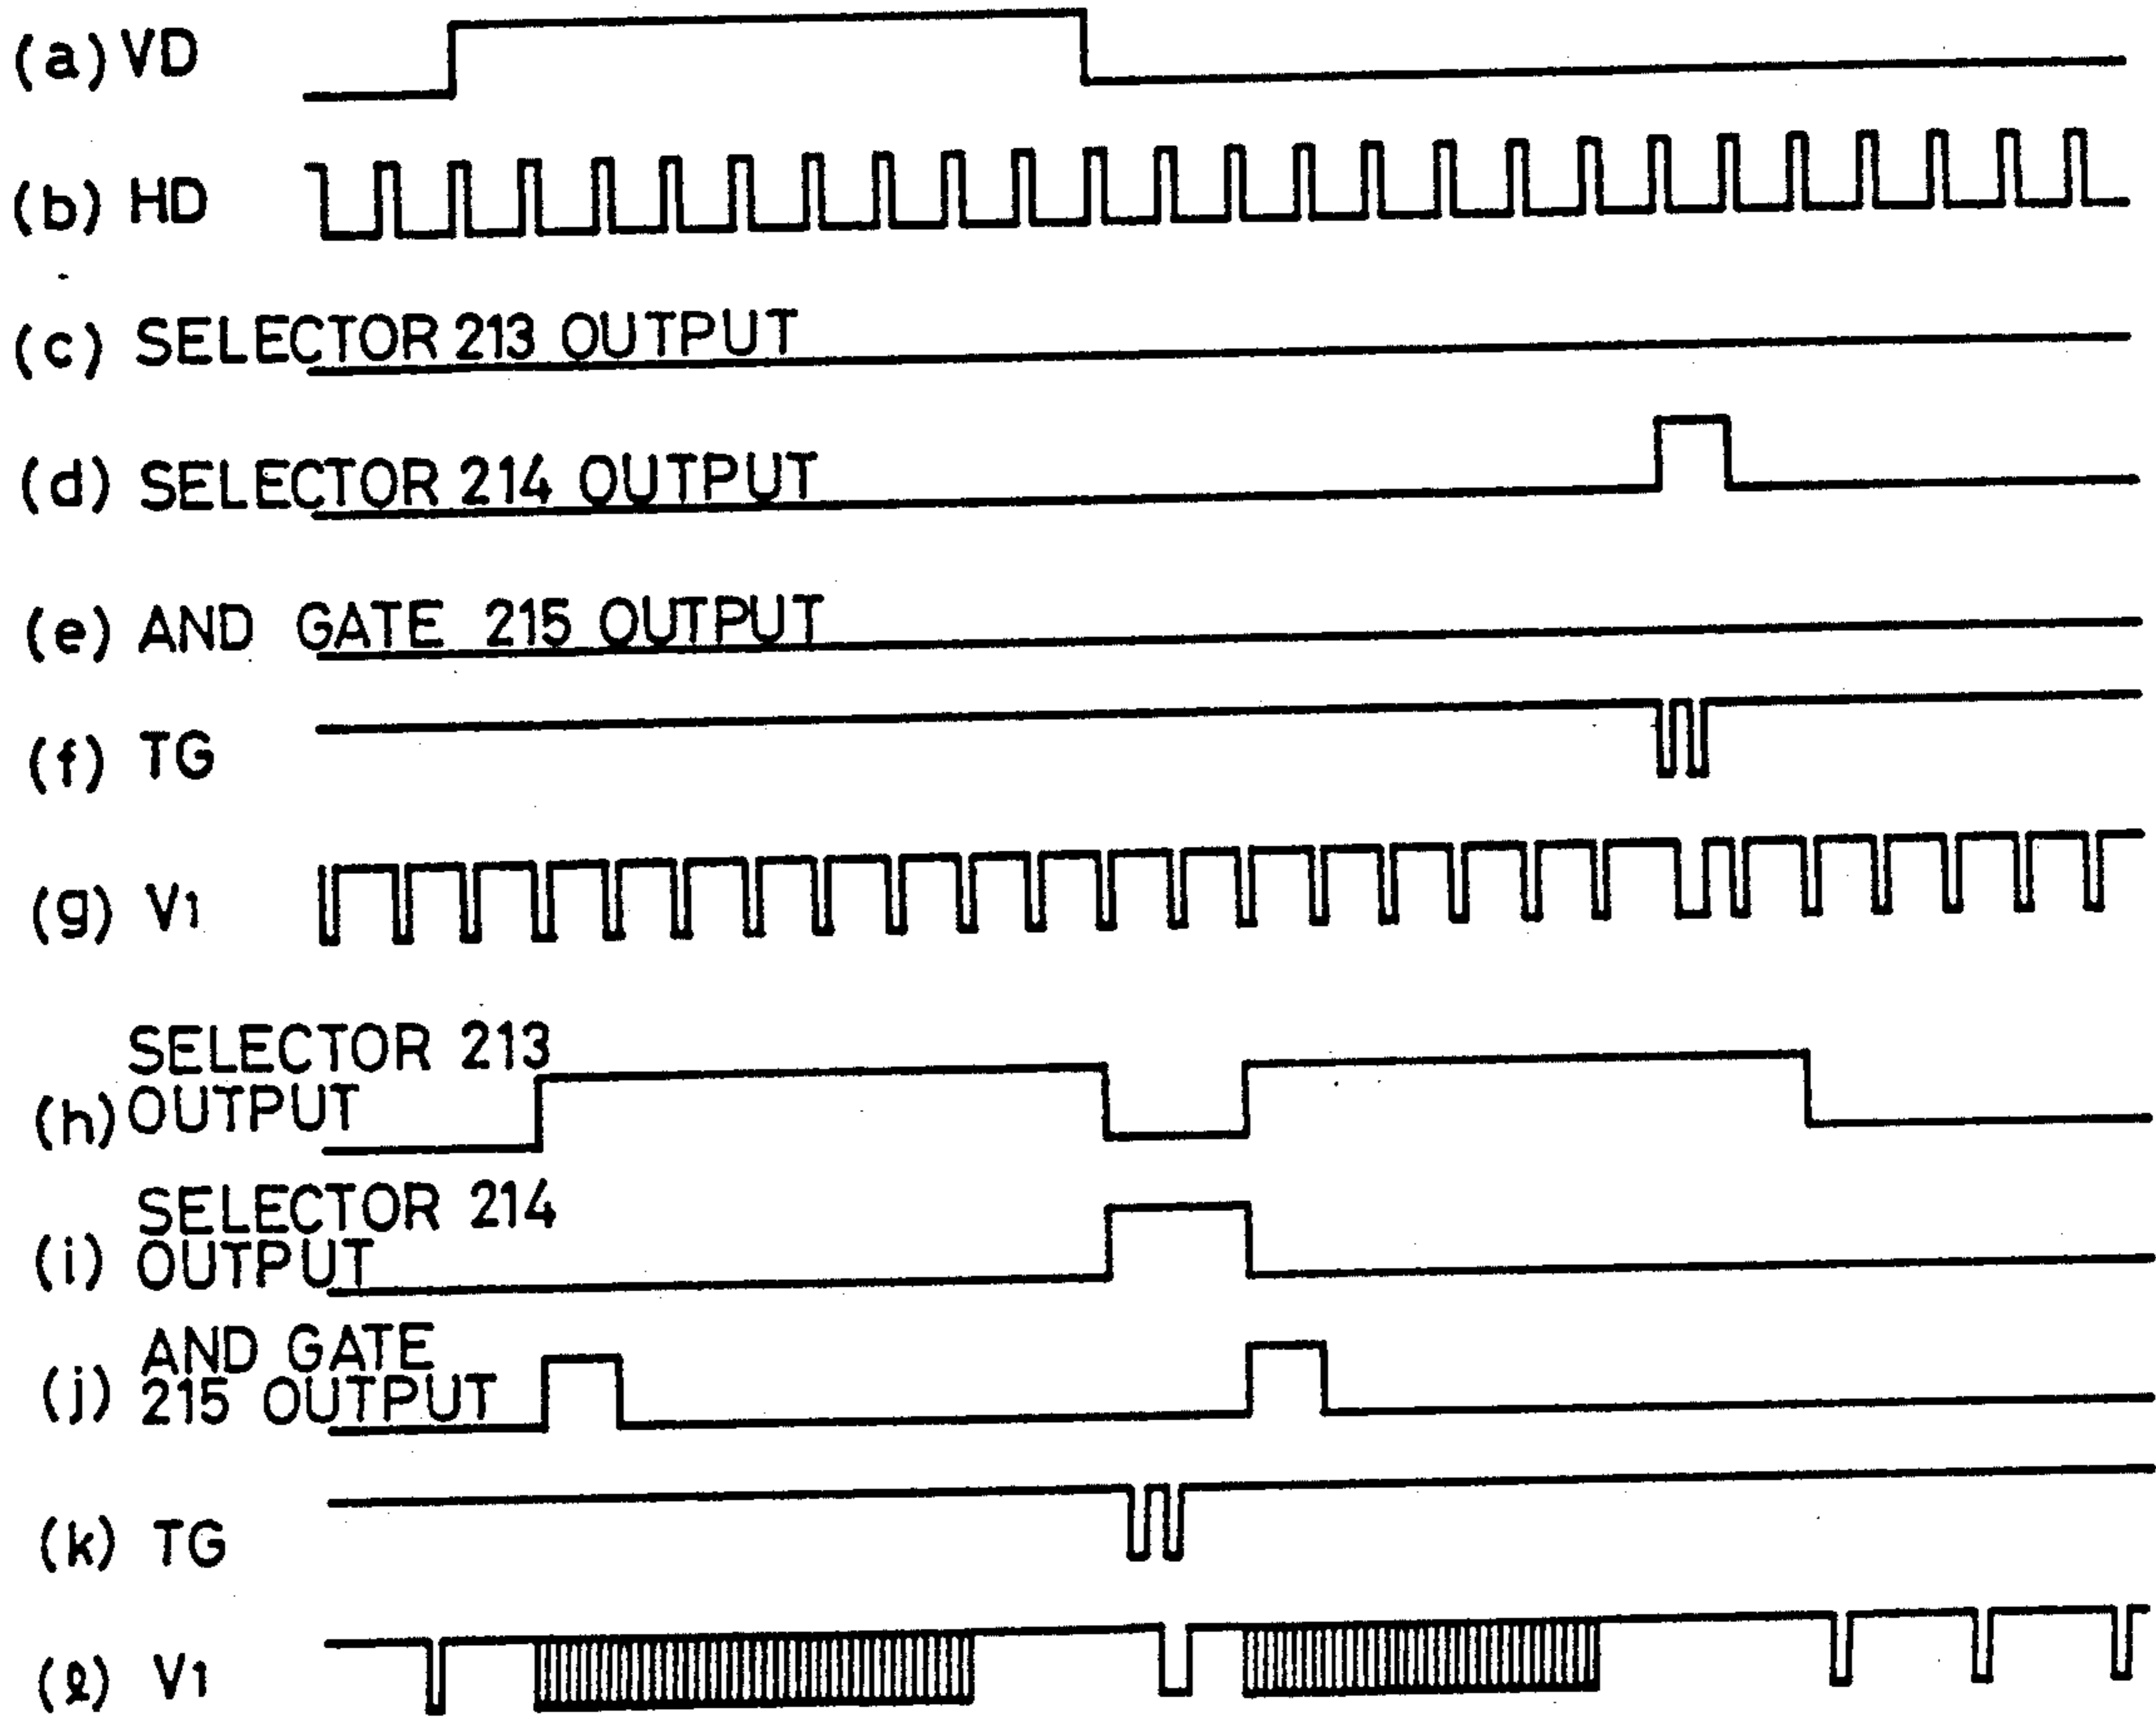 (a) VD
(b) HD
(c) SELECTOR 213 OUTPUT
(d) SELECTOR 214 OUTPUT
(e) AND GATE 215 OUTPUT
(f) TG
(g) V1
SELECTOR 213
(h) OUTPUT
SELECTOR 214
(i) OUTPUT
AND GATE
(j) 215 OUTPUT
(k) TG
(ℓ) V1